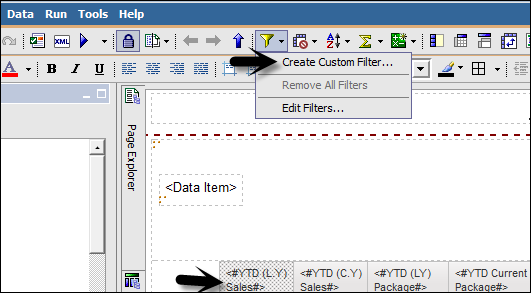 Data Run Tools Help
XML
Create Custom Filter...
Remove All Filters
Edit Filters...
B I U A
Page Explorer
<Data Item>
<#YTD (L.Y) <#YTD (C.Y) <#YTD (LY) <#YTD Current
Sales#> Sales#> Package#> Package#>